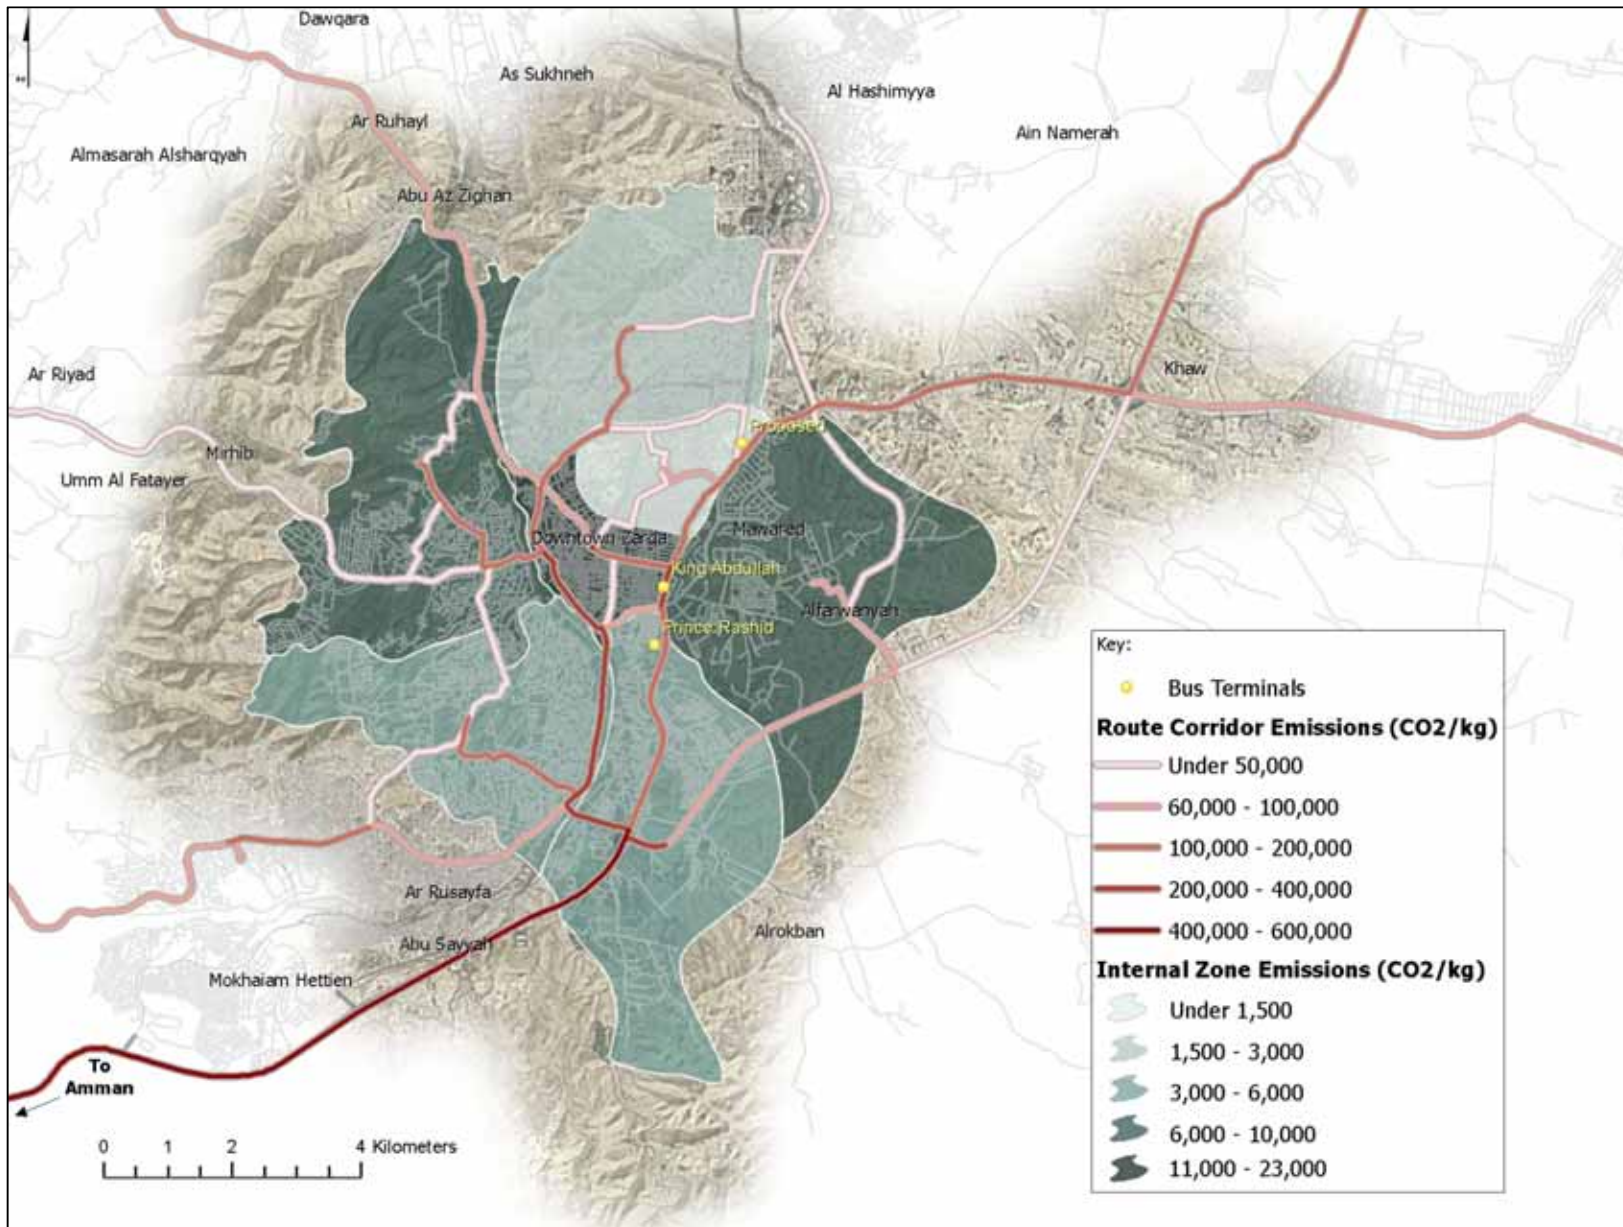 Dawqara
As Sukhneh
Al Hashimyya
Ar Ruhayl
Ain Namerah
Almasarah Alsharqyah
Abu Az Zighan
Ar Riyad
Khaw
Proposed
Mirhib
Umm Al Fatayer
Mawared
Downtown Zarqa
King Abdullah
Alfarwanyah
Prince Rashid
Ar Rusayfa
Alrokban
Abu Sayyah
Mokhaiam Hettien
To
Amman
0 1 2 4 Kilometers
Key:
Bus Terminals
Route Corridor Emissions (CO2/kg)
Under 50,000
60,000 - 100,000
100,000 - 200,000
200,000 - 400,000
400,000 - 600,000
Internal Zone Emissions (CO2/kg)
Under 1,500
1,500 - 3,000
3,000 - 6,000
6,000 - 10,000
11,000 - 23,000